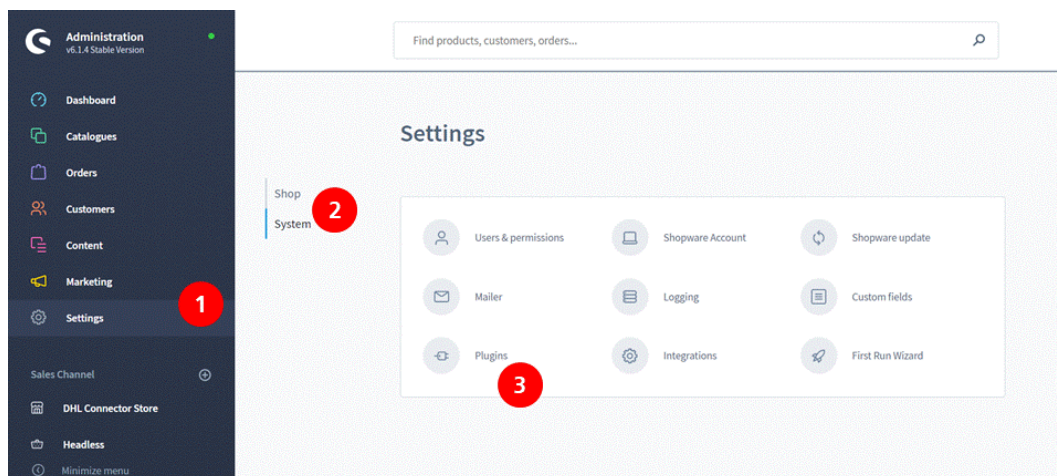 Administration
v6.1.4 Stable Version
Find products, customers, orders...
Dashboard
Catalogues
Orders
Customers
Content
Marketing
Settings
1
Sales Channel
DHL Connector Store
Headless
Minimize menu
Settings
Shop
System
2
Users & permissions
Shopware Account
Shopware update
Mailer
Logging
Custom fields
Plugins
Integrations
First Run Wizard
3